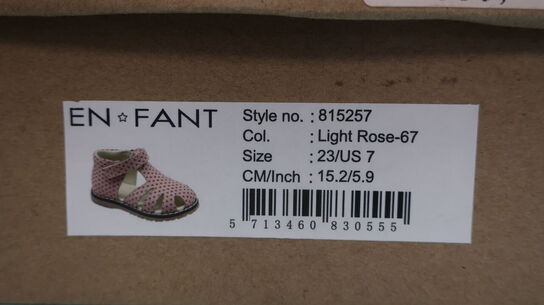 EN☆FANT
Style no. : 815257
Col. : Light Rose-67
Size : 23/US 7
CM/Inch : 15.2/5.9
5 713460 830555